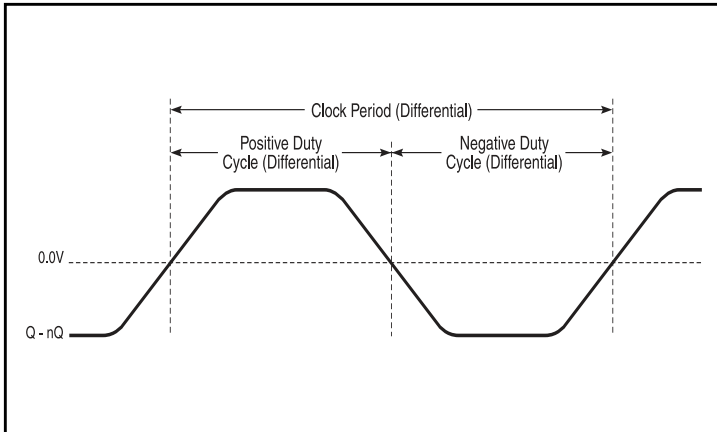 Clock Period (Differential)
Positive Duty
Cycle (Differential)
Negative Duty
Cycle (Differential)
0.0V
Q - nQ